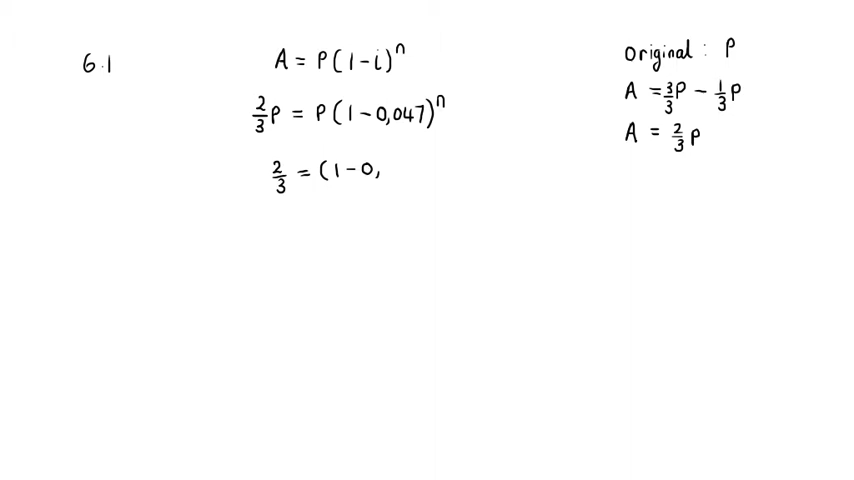 6.1
A = P(1-i)^n
2/3 P = P(1-0,047)^n
2/3 = (1-0,
Original : P
A = 3/3 P - 1/3 P
A = 2/3 P